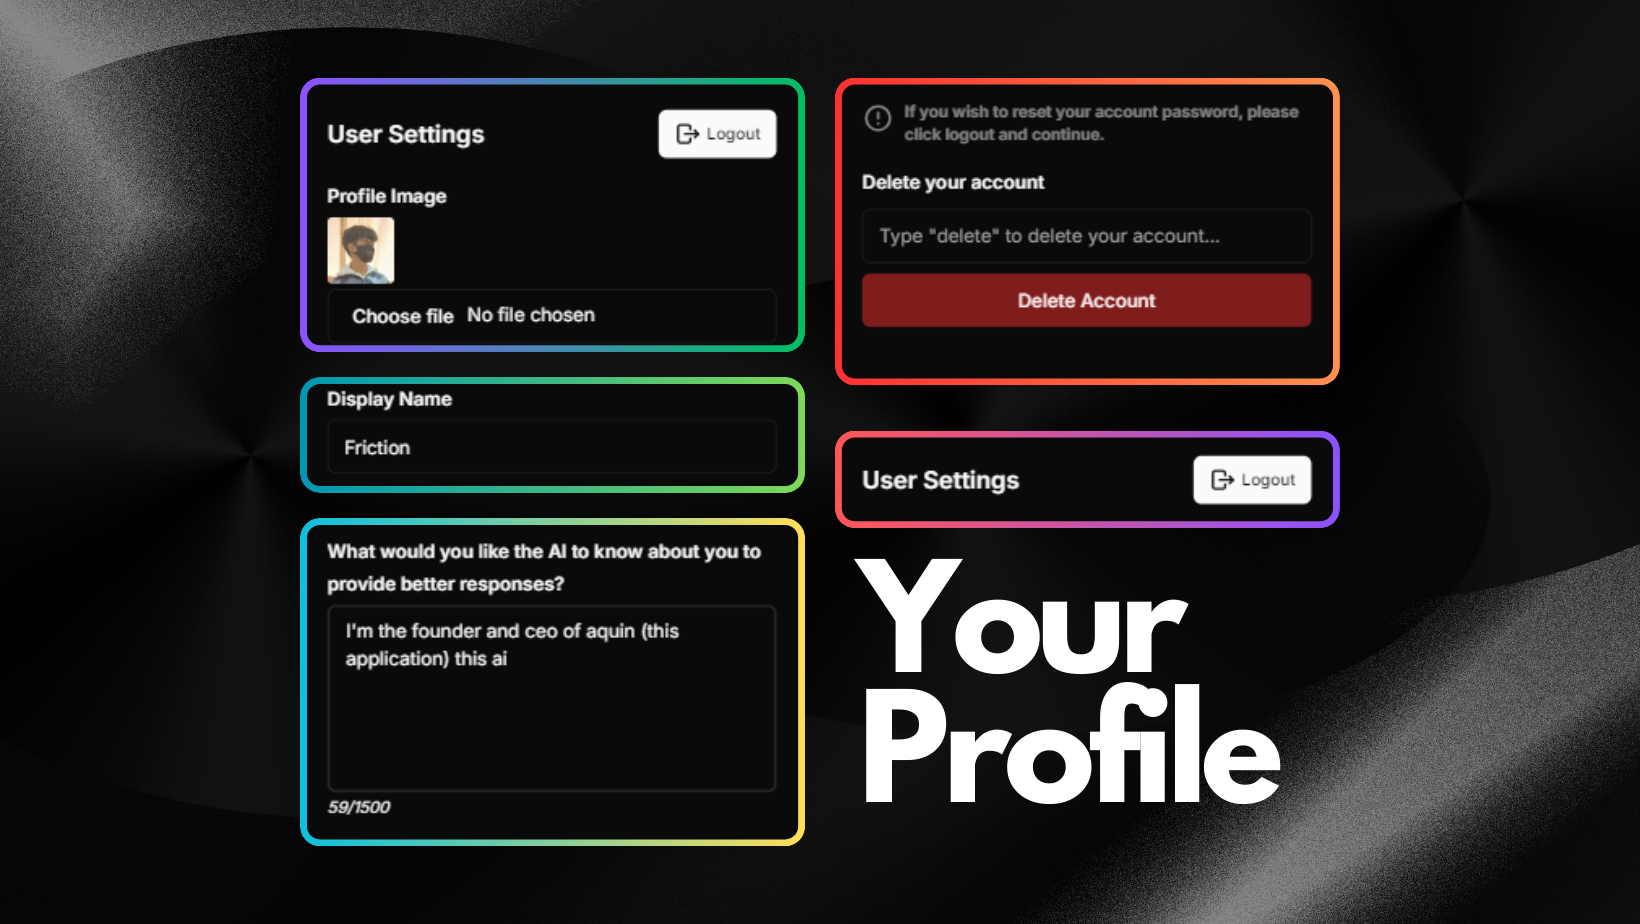 User Settings
Logout
Profile Image
Choose file No file chosen
Display Name
Friction
What would you like the AI to know about you to
provide better responses?
I'm the founder and ceo of aquin (this
application) this ai
59/1500
If you wish to reset your account password, please
click logout and continue.
Delete your account
Type "delete" to delete your account...
Delete Account
User Settings
Logout
Your
Profile